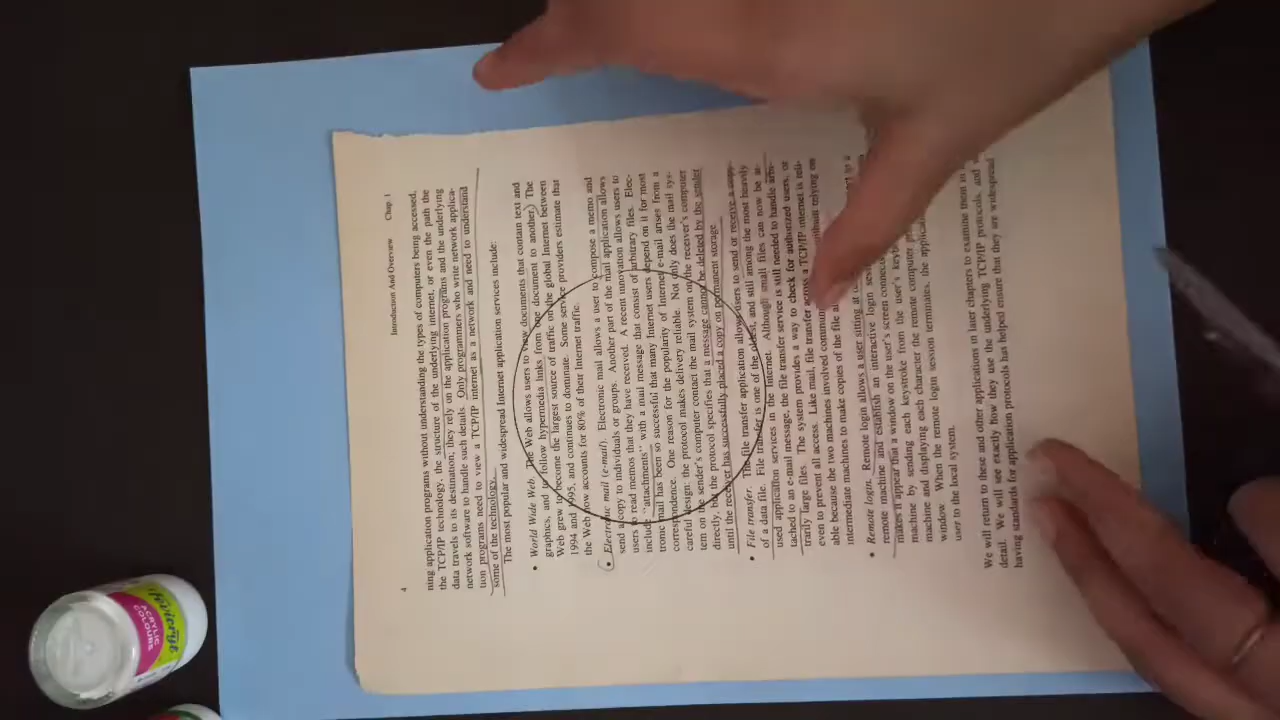 4 Introduction And Overview Chap. 1
ning application programs without understanding the types of computers being accessed,
the TCP/IP technology, the structure of the underlying internet, or even the path the
data travels to its destination; they rely on the application programs and the underlying
network software to handle such details. Only programmers who write network applica-
tion programs need to view a TCP/IP internet as a network and need to understand
some of the technology.
The most popular and widespread Internet application services include:
• World Wide Web. The Web allows users to view documents that contain text and
graphics, and to follow hypermedia links from one document to another. The
Web grew to become the largest source of traffic on the global Internet between
1994 and 1995, and continues to dominate. Some service providers estimate that
the Web now accounts for 80% of their Internet traffic.
• Electronic mail (e-mail). Electronic mail allows a user to compose a memo and
send a copy to individuals or groups. Another part of the mail application allows
users to read memos that they have received. A recent innovation allows users to
include "attachments" with a mail message that consist of arbitrary files. Elec-
tronic mail has been so successful that many Internet users depend on it for most
correspondence. One reason for the popularity of Internet e-mail arises from a
careful design: the protocol makes delivery reliable. Not only does the mail sys-
tem on the sender's computer contact the mail system on the receiver's computer
directly, but the protocol specifies that a message cannot be deleted by the sender
until the receiver has successfully placed a copy on permanent storage.
• File transfer. The file transfer application allows users to send or receive a copy
of a data file. File transfer is one of the oldest, and still among the most heavily
used application services in the Internet. Although small files can now be at-
tached to an e-mail message, the file transfer service is still needed to handle arbi-
trarily large files. The system provides a way to check for authorized users, or
even to prevent all access. Like mail, file transfer across a TCP/IP internet is reli-
able because the two machines involved without relying on
intermediate machines to make copies of the file
• Remote login. Remote login allows a user sitting at
remote machine and establish an interactive login
makes it appear that a window on the user's screen
machine by sending each keystroke from the user's
machine and displaying each character the remote computer
window. When the remote login session terminates, the
user to the local system.
We will return to these and other applications in later chapters to examine them in
detail. We will see exactly how they use the underlying TCP/IP protocols, and
having standards for application protocols has helped ensure that they are widespread
ACRYLIC
COLOURS